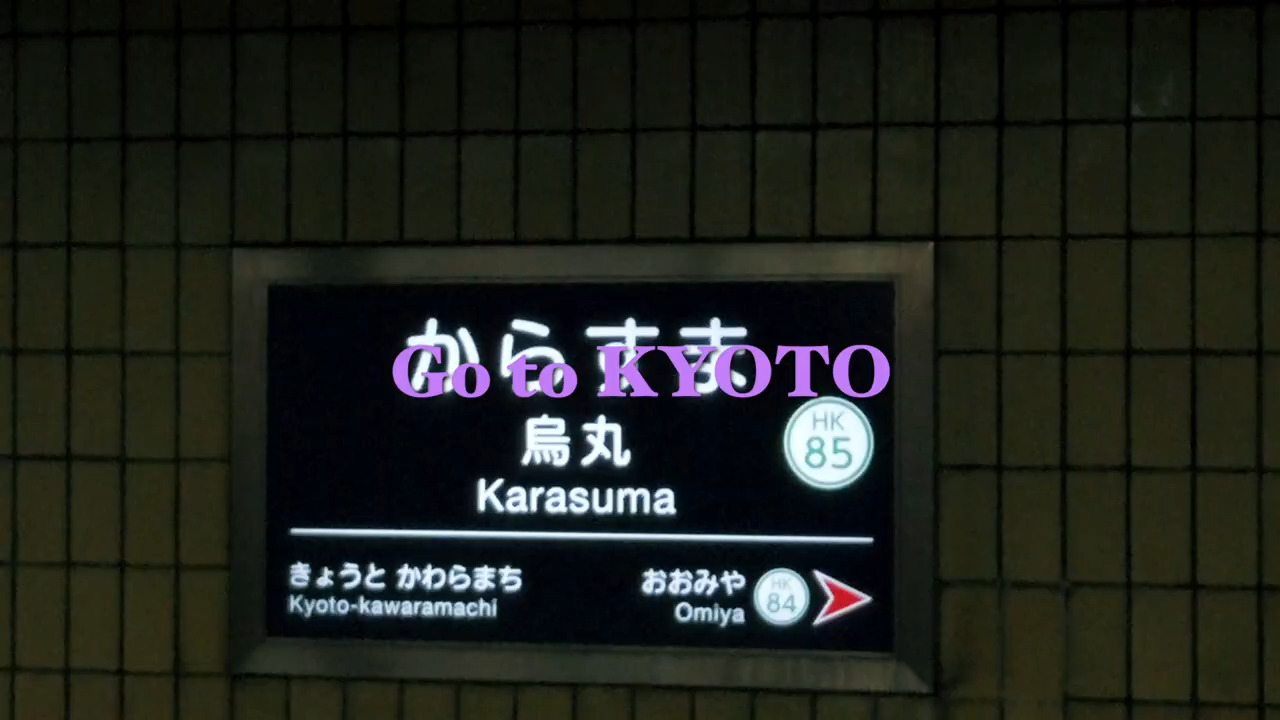 からすま
Go to KYOTO
烏丸
HK
85
Karasuma
きょうと かわらまち
Kyoto-kawaramachi
おおみや
Omiya
HK
84